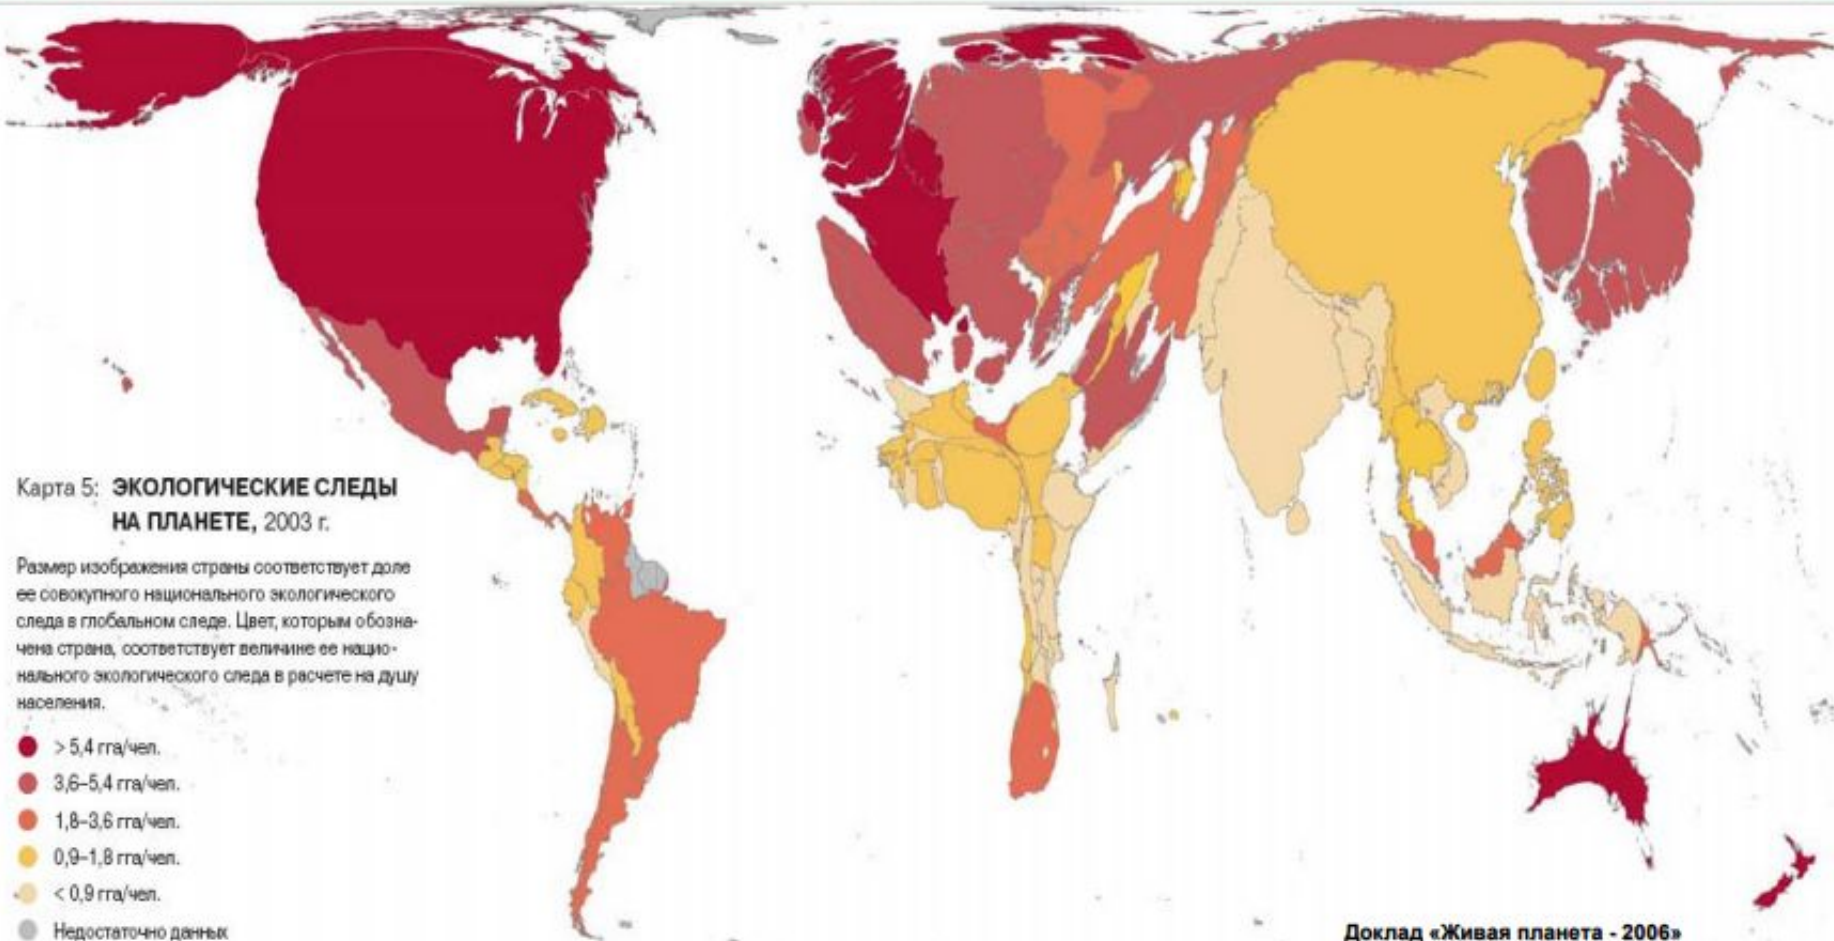 Карта 5: ЭКОЛОГИЧЕСКИЕ СЛЕДЫ
НА ПЛАНЕТЕ, 2003 г.
Размер изображения страны соответствует доле
ее совокупного национального экологического
следа в глобальном следе. Цвет, которым обозна-
чена страна, соответствует величине ее нацио-
нального экологического следа в расчете на душу
населения.
> 5,4 гга/чел.
3,6–5,4 гга/чел.
1,8–3,6 гга/чел.
0,9–1,8 гга/чел.
< 0,9 гга/чел.
Недостаточно данных
Доклад «Живая планета - 2006»